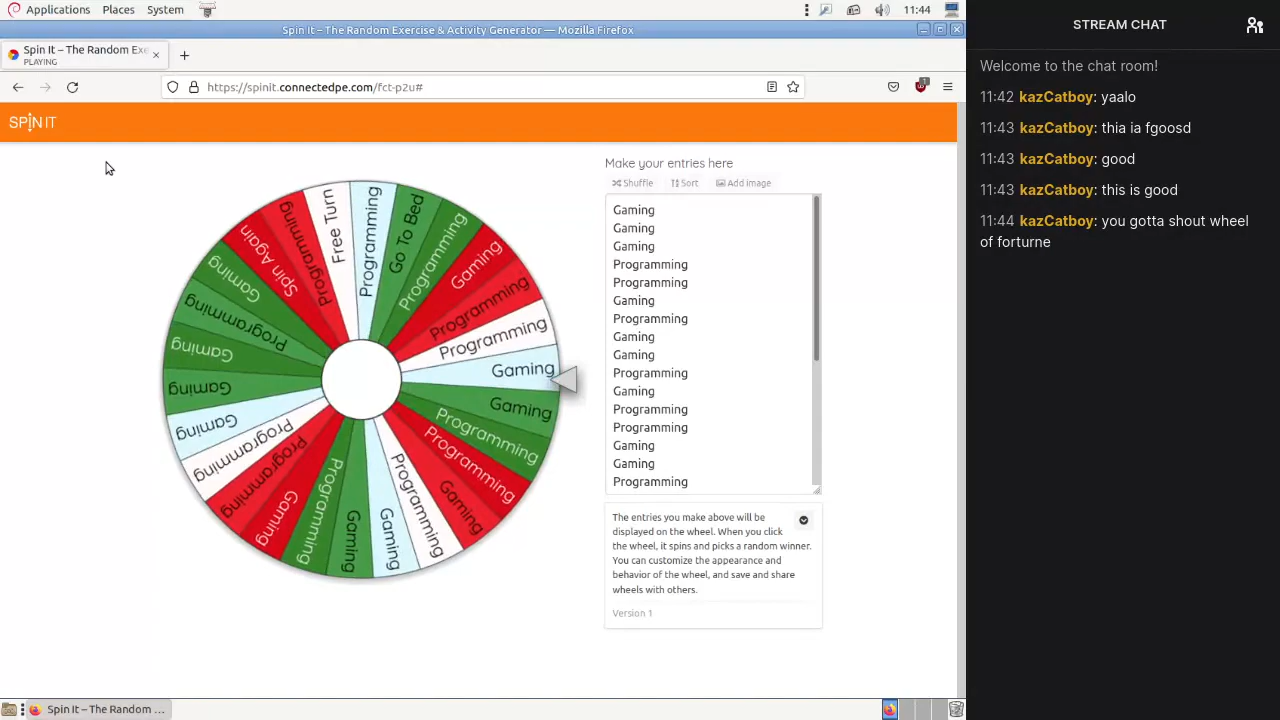 Applications Places System 11:44
Spin It – The Random Exercise & Activity Generator — Mozilla Firefox
Spin It – The Random Exe
PLAYING
https://spinit.connectedpe.com/fct-p2u#
1
SPIN IT
Make your entries here
Shuffle Sort Add image
Gaming
Gaming
Gaming
Programming
Programming
Gaming
Programming
Gaming
Gaming
Programming
Gaming
Programming
Programming
Gaming
Gaming
Programming
The entries you make above will be
displayed on the wheel. When you click
the wheel, it spins and picks a random winner.
You can customize the appearance and
behavior of the wheel, and save and share
wheels with others.
Version 1
Programming
Go To Bed
Programming
Gaming
Programming
Programming
Gaming
Gaming
Programming
Programming
Gaming
Programming
Gaming
Gaming
Programming
Gaming
Programming
Programming
Gaming
Gaming
Gaming
Programming
Gaming
Spin Again
Programming
Free Turn
Spin It – The Random ...
STREAM CHAT
Welcome to the chat room!
11:42 kazCatboy: yaalo
11:43 kazCatboy: thia ia fgoosd
11:43 kazCatboy: good
11:43 kazCatboy: this is good
11:44 kazCatboy: you gotta shout wheel
of forturne